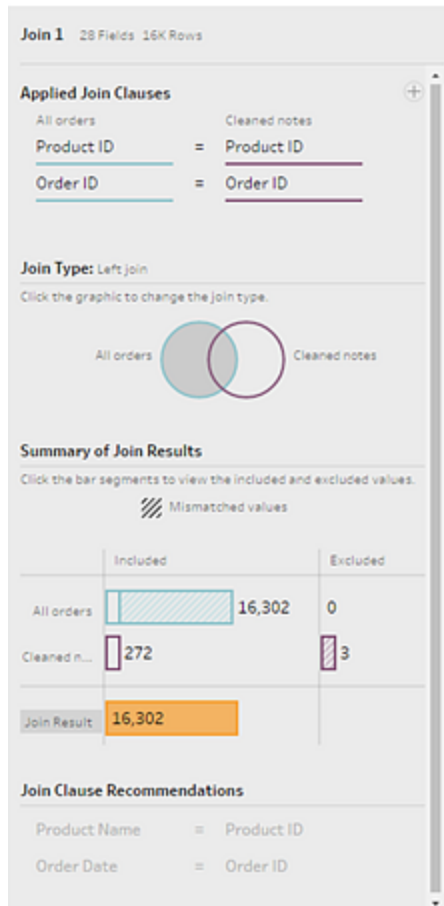 Join 1 28 Fields 16K Rows
Applied Join Clauses
All orders Cleaned notes
Product ID = Product ID
Order ID = Order ID
Join Type: Left join
Click the graphic to change the join type.
All orders Cleaned notes
Summary of Join Results
Click the bar segments to view the included and excluded values.
Mismatched values
Included Excluded
All orders 16,302 0
Cleaned n... 272 3
Join Result 16,302
Join Clause Recommendations
Product Name = Product ID
Order Date = Order ID